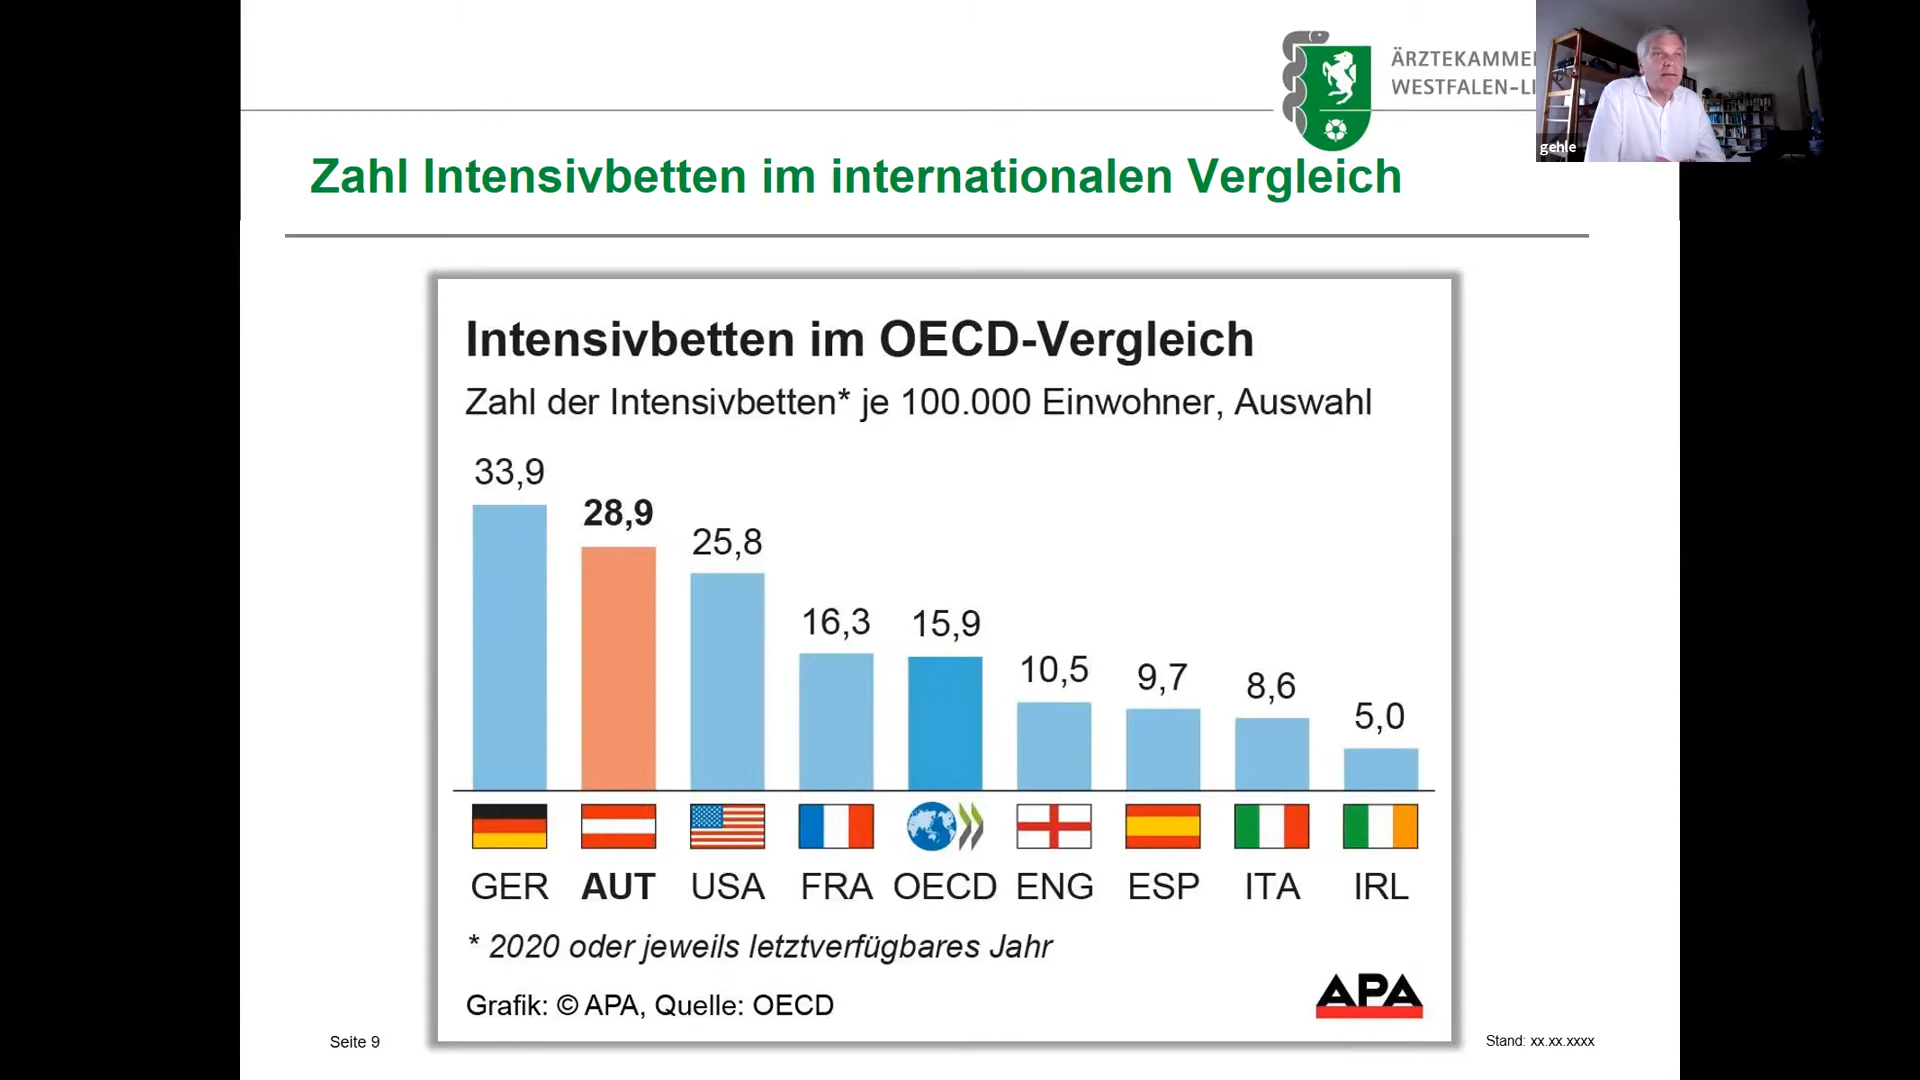 ÄRZTEKAMME
WESTFALEN-LI
gehle
Zahl Intensivbetten im internationalen Vergleich
Intensivbetten im OECD-Vergleich
Zahl der Intensivbetten* je 100.000 Einwohner, Auswahl
33,9
28,9
25,8
16,3
15,9
10,5
9,7
8,6
5,0
GER AUT USA FRA OECD ENG ESP ITA IRL
* 2020 oder jeweils letztverfügbares Jahr
Grafik: © APA, Quelle: OECD
APA
Seite 9
Stand: xx.xx.xxxx